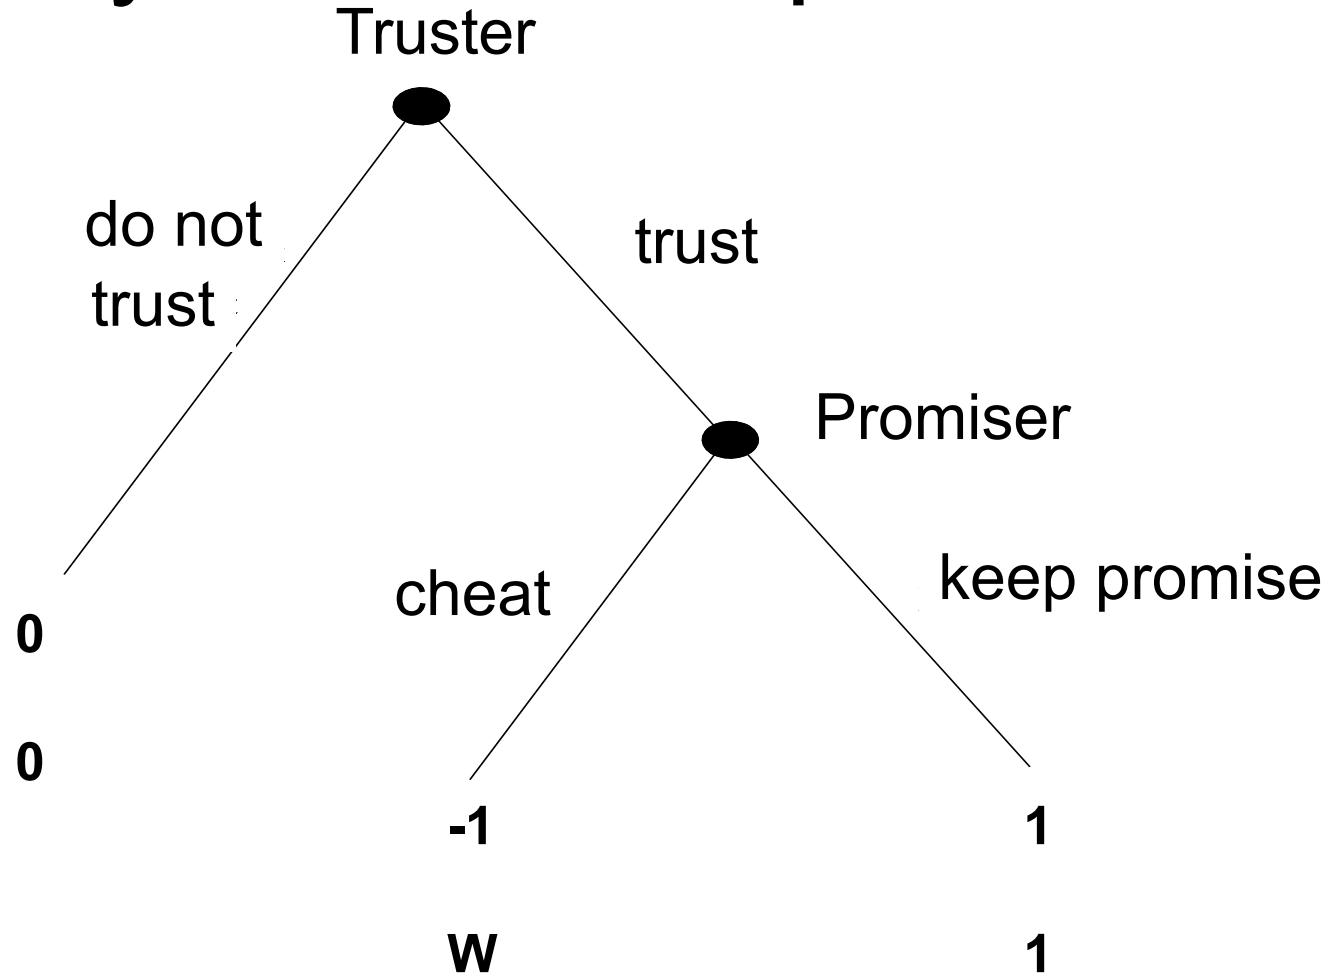 Truster
do not
trust
trust
Promiser
cheat
keep promise
0
0
-1
1
W
1